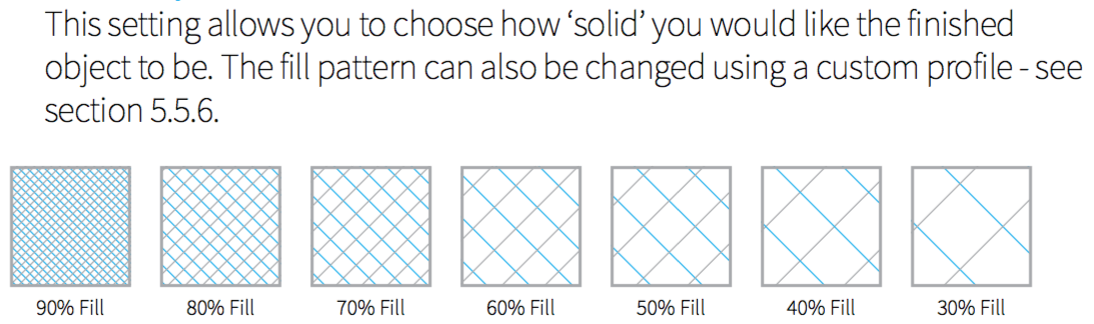 This setting allows you to choose how ‘solid’ you would like the finished
object to be. The fill pattern can also be changed using a custom profile - see
section 5.5.6.
90% Fill 80% Fill 70% Fill 60% Fill 50% Fill 40% Fill 30% Fill